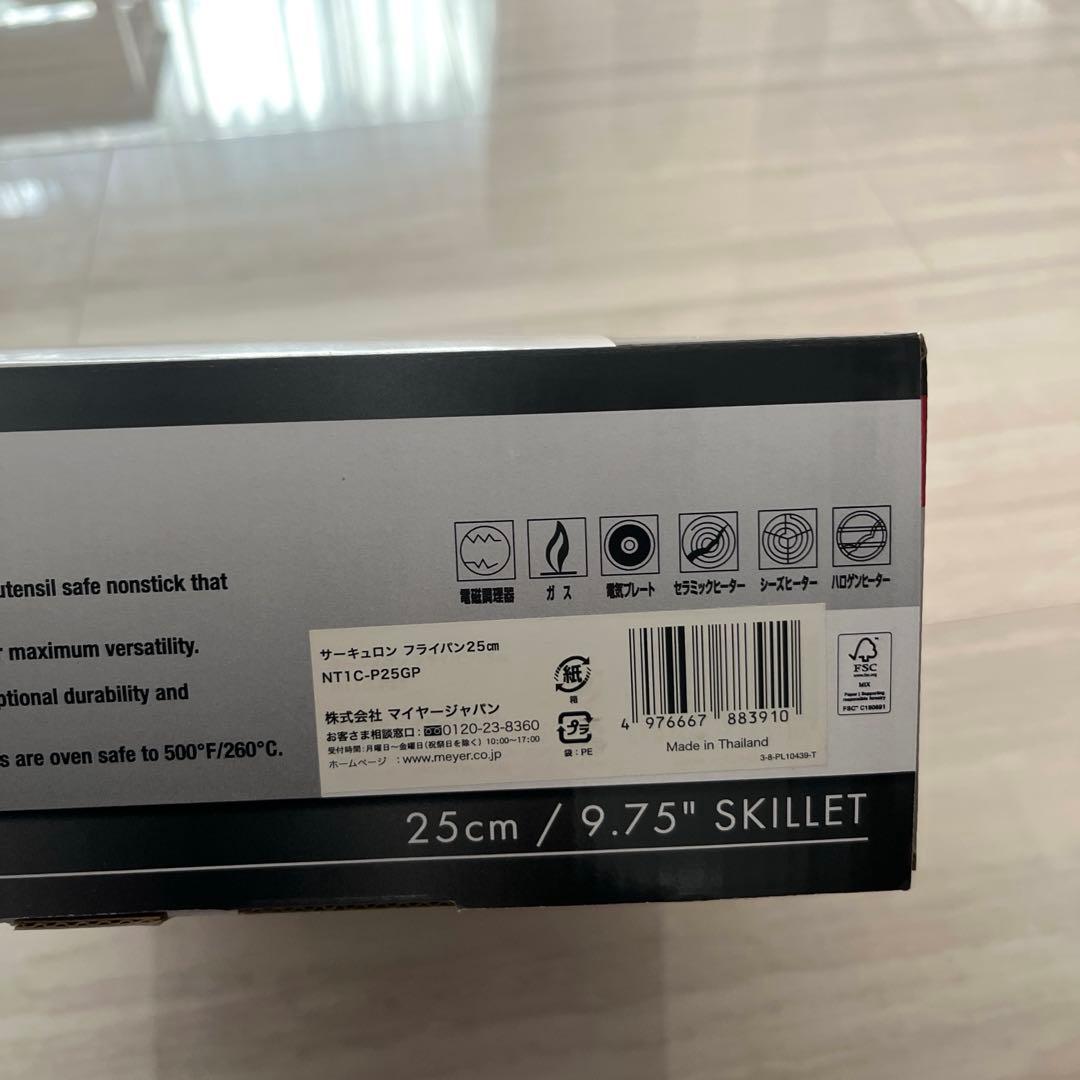 utensil safe nonstick that
maximum versatility.
durability and
are oven safe to 500°F/260°C.
電磁調理器
ガス
電気プレート
セラミックヒーター
シーズヒーター
ハロゲンヒーター
サーキュロン フライパン25㎝
NT1C-P25GP
株式会社 マイヤージャパン
お客さま相談窓口:0120-23-8360
受付時間:月曜日〜金曜日(祝祭日を除く) 10:00〜17:00
ホームページ :www.meyer.co.jp
紙
箱
プラ
袋:PE
4 976667 883910
Made in Thailand
3-8-PL10439-T
FSC
www.fsc.org
MIX
Paper | Supporting
responsible forestry
FSC™ C180691
25cm / 9.75" SKILLET